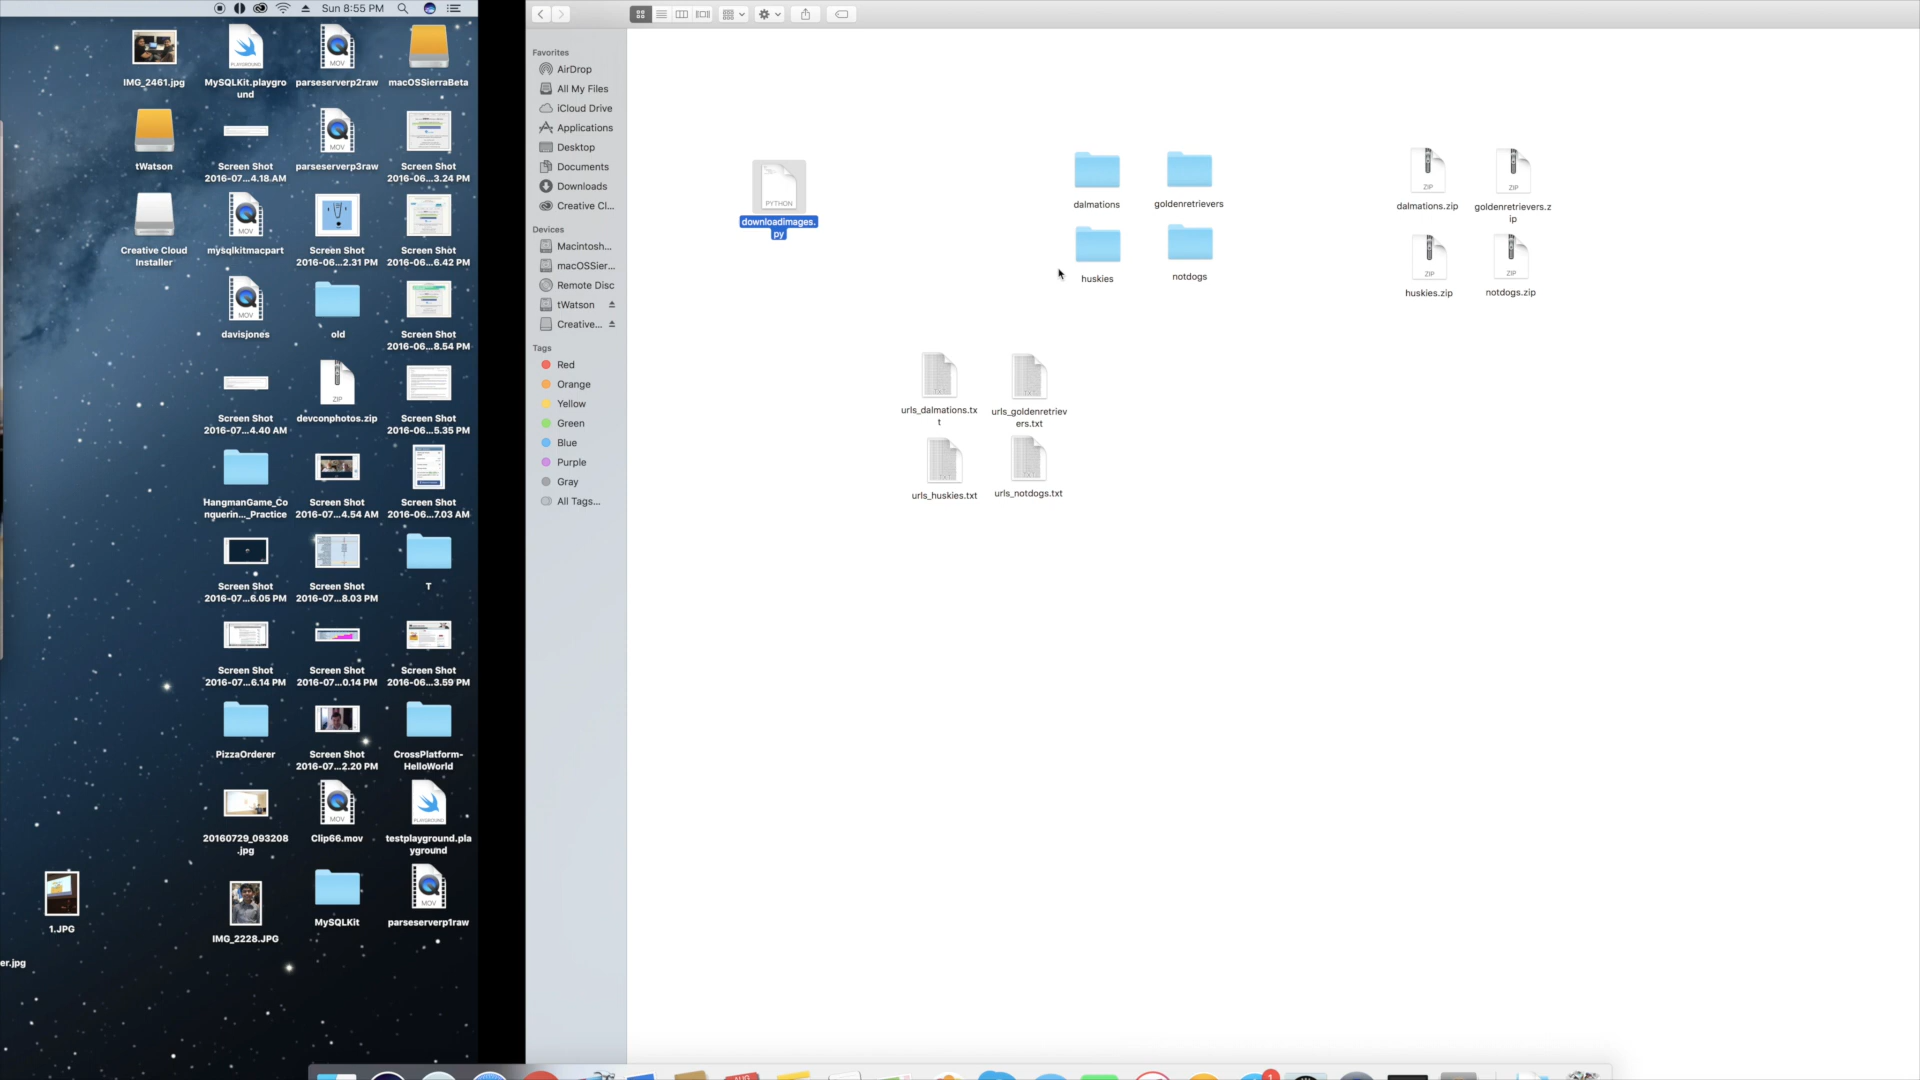 Sun 8:55 PM
IMG_2461.jpg
MySQLKit.playgro
und
parseserverp2raw
macOSSierraBeta
tWatson
Screen Shot
2016-07...4.18 AM
parseserverp3raw
Screen Shot
2016-06...3.24 PM
Creative Cloud
Installer
mysqlkitmacpart
Screen Shot
2016-06...2.31 PM
Screen Shot
2016-06...6.42 PM
davisjones
old
Screen Shot
2016-06...8.54 PM
Screen Shot
2016-07...4.40 AM
ZIP
devconphotos.zip
Screen Shot
2016-06...5.35 PM
HangmanGame_Co
nquerin..._Practice
Screen Shot
2016-07...4.54 AM
Screen Shot
2016-06...7.03 AM
Screen Shot
2016-07...6.05 PM
Screen Shot
2016-07...8.03 PM
T
Screen Shot
2016-07...6.14 PM
Screen Shot
2016-07...0.14 PM
Screen Shot
2016-06...3.59 PM
PizzaOrderer
Screen Shot
2016-07...2.20 PM
CrossPlatform-
HelloWorld
20160729_093208
.jpg
MOV
Clip66.mov
testplayground.pla
yground
1.JPG
IMG_2228.JPG
MySQLKit
MOV
parseserverp1raw
er.jpg
Favorites
AirDrop
All My Files
iCloud Drive
Applications
Desktop
Documents
Downloads
Creative Cl...
Devices
Macintosh...
macOSSier...
Remote Disc
tWatson
Creative...
Tags
Red
Orange
Yellow
Green
Blue
Purple
Gray
All Tags...
PYTHON
downloadimages.
py
dalmations
goldenretrievers
huskies
notdogs
ZIP
dalmations.zip
ZIP
goldenretrievers.z
ip
ZIP
huskies.zip
ZIP
notdogs.zip
urls_dalmations.tx
t
urls_goldenretriev
ers.txt
urls_huskies.txt
urls_notdogs.txt
AUG
1